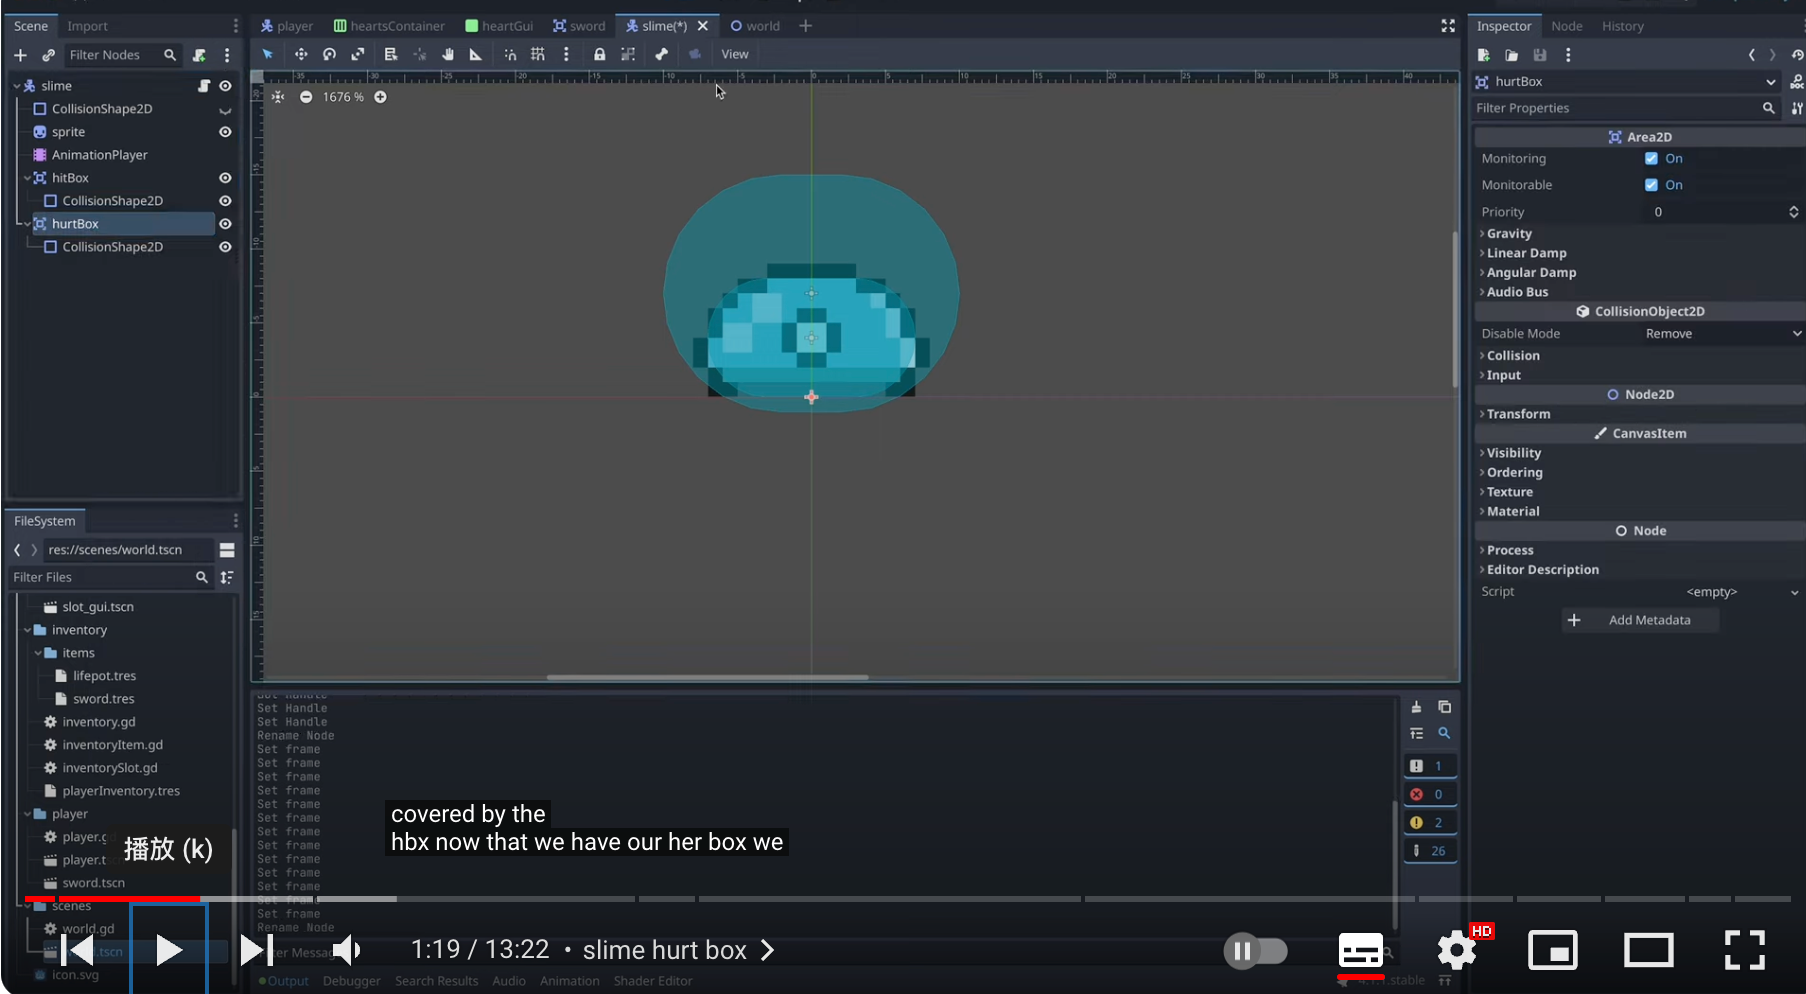 Scene
Import
Filter Nodes
slime
CollisionShape2D
sprite
AnimationPlayer
hitBox
CollisionShape2D
hurtBox
CollisionShape2D
player
heartsContainer
heartGui
sword
slime(*)
world
View
1676 %
Inspector
Node
History
hurtBox
Filter Properties
Area2D
Monitoring
On
Monitorable
On
Priority
0
Gravity
Linear Damp
Angular Damp
Audio Bus
CollisionObject2D
Disable Mode
Remove
Collision
Input
Node2D
Transform
CanvasItem
Visibility
Ordering
Texture
Material
Node
Process
Editor Description
Script
<empty>
Add Metadata
FileSystem
res://scenes/world.tscn
Filter Files
slot_gui.tscn
inventory
items
lifepot.tres
sword.tres
inventory.gd
inventoryItem.gd
inventorySlot.gd
playerInventory.tres
player
player.g
player.t
sword.tscn
scenes
world.gd
.tscn
icon.svg
播放 (k)
Set Handle
Set Handle
Set Handle
Rename Node
Set frame
Set frame
Set frame
Set frame
Set frame
Set frame
Set frame
Set frame
Set frame
Set frame
Set frame
Set frame
Set frame
Rename Node
covered by the
hbx now that we have our her box we
1
0
2
26
1:19 / 13:22 • slime hurt box
HD
Output
Debugger
Search Results
Audio
Animation
Shader Editor
4.1.1.stable